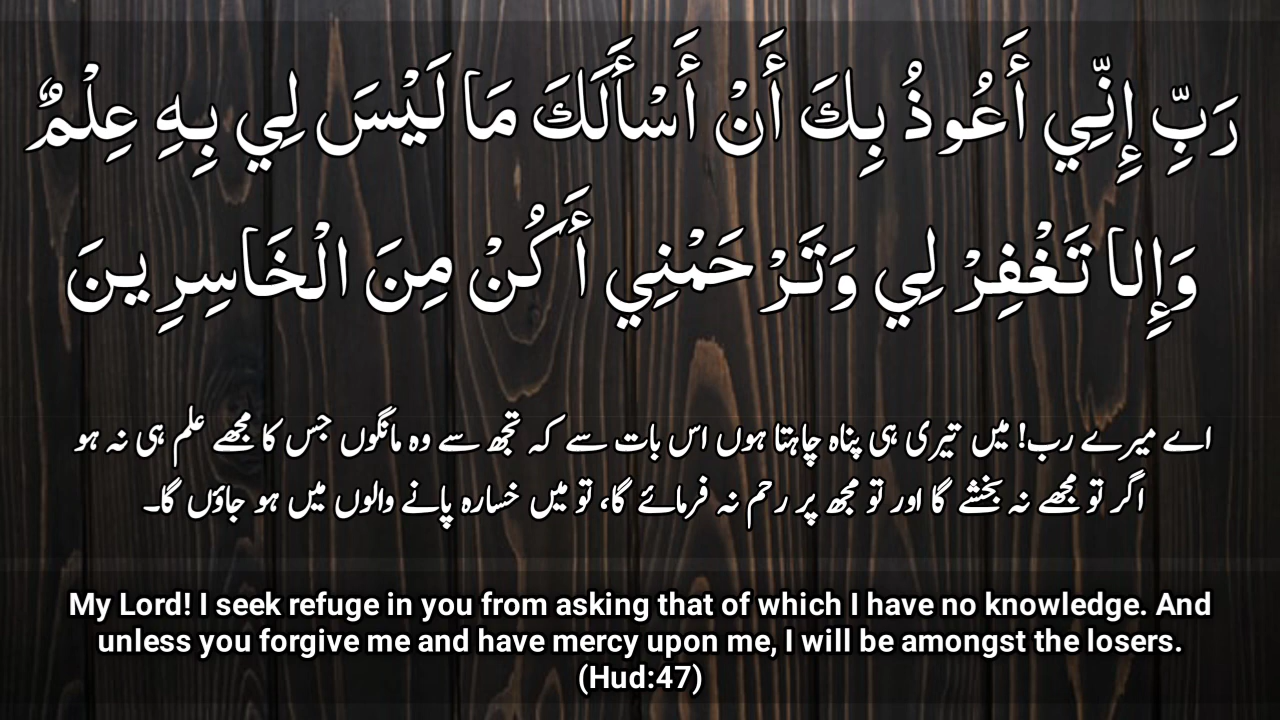 رَبِّ إِنِّي أَعُوذُ بِكَ أَنْ أَسْأَلَكَ مَا لَيْسَ لِي بِهِ عِلْمٌ
وَإِلا تَغْفِرْ لِي وَتَرْحَمْنِي أَكُنْ مِنَ الْخَاسِرِينَ
اے میرے رب! میں تیری ہی پناہ چاہتا ہوں اس بات سے کہ تجھ سے وہ مانگوں جس کا مجھے علم ہی نہ ہو
اگر تو مجھے نہ بخشے گا اور تو مجھ پر رحم نہ فرمائے گا، تو میں خسارہ پانے والوں میں ہو جاؤں گا۔
My Lord! I seek refuge in you from asking that of which I have no knowledge. And
unless you forgive me and have mercy upon me, I will be amongst the losers.
(Hud:47)